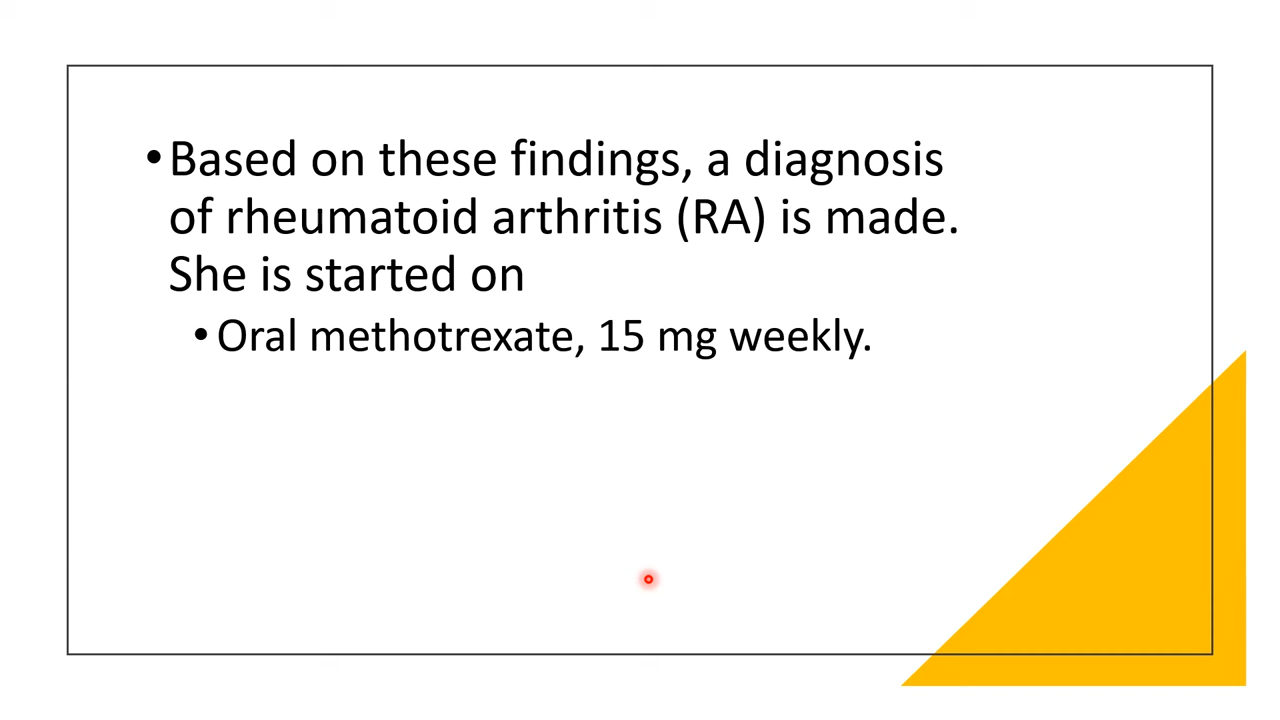 •Based on these findings, a diagnosis
of rheumatoid arthritis (RA) is made.
She is started on
•Oral methotrexate, 15 mg weekly.